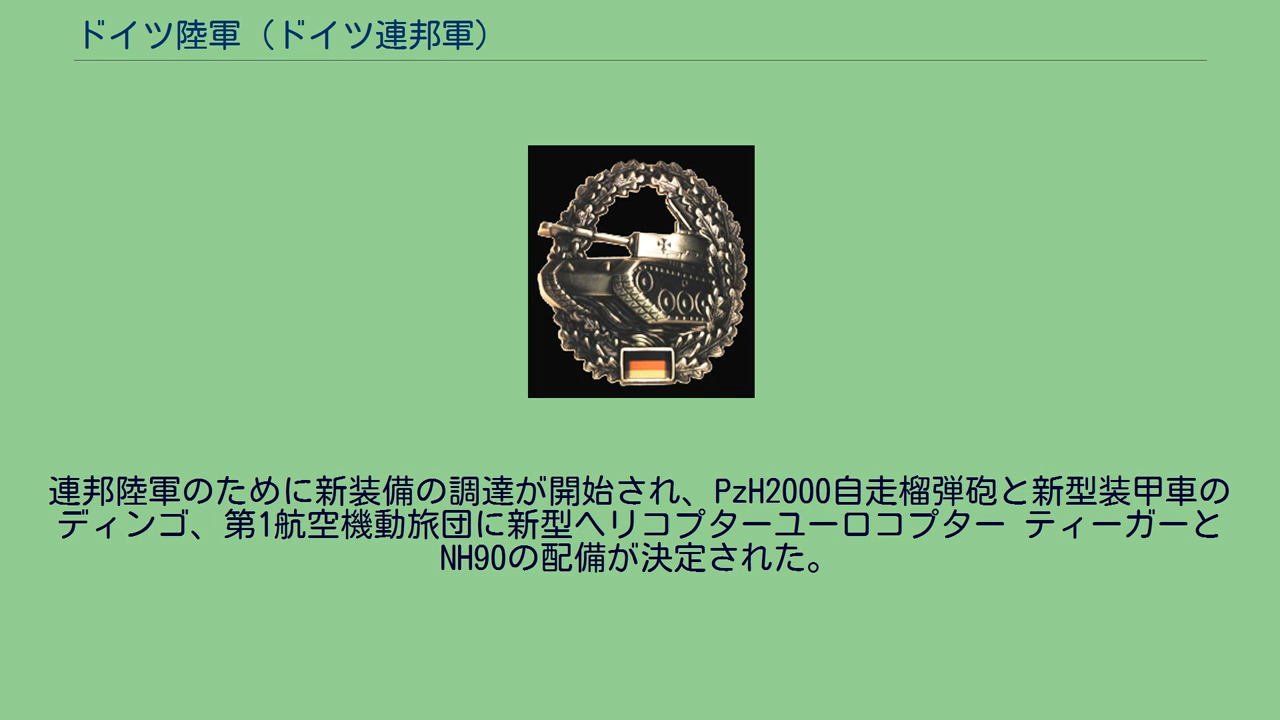 ドイツ陸軍（ドイツ連邦軍）
連邦陸軍のために新装備の調達が開始され、PzH2000自走榴弾砲と新型装甲車の
ディンゴ、第1航空機動旅団に新型ヘリコプターユーロコプター ティーガーと
NH90の配備が決定された。